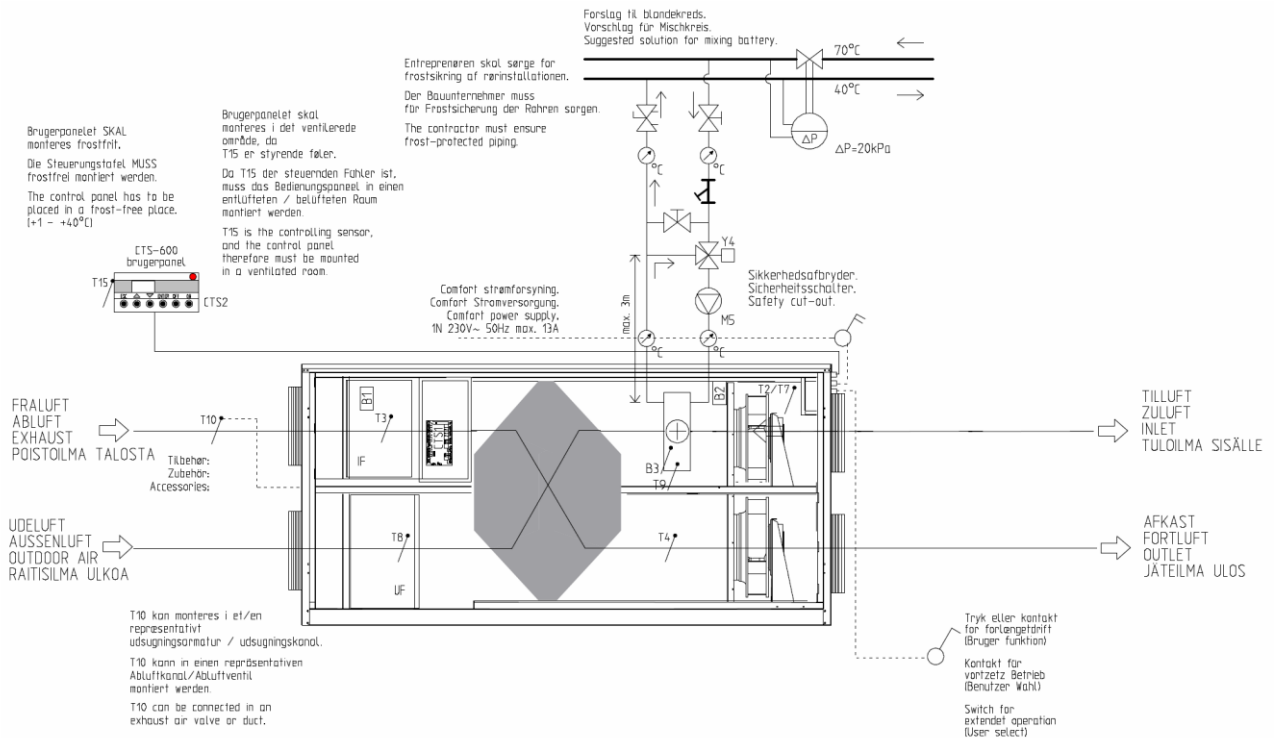 Forslag til blandekreds.
Vorschlag für Mischkreis.
Suggested solution for mixing battery.
70°C
40°C
ΔP
ΔP=20kPa
Entreprenøren skal sørge for
frostsikring af rørinstallationen.
Der Bauunternehmer muss
für Frostsicherung der Rohren sorgen.
The contractor must ensure
frost-protected piping.
Brugerpanelet SKAL
monteres frostfrit.
Die Steuerungstafel MUSS
frostfrei montiert werden.
The control panel has to be
placed in a frost-free place.
(+1 - +40°C)
Brugerpanelet skal
monteres i det ventilerede
område, da
T15 er styrende føler.
Da T15 der steuernden Fühler ist,
muss das Bedienungspaneel in einen
entlüfteten / belüfteten Raum
montiert werden.
T15 is the controlling sensor,
and the control panel
therefore must be mounted
in a ventilated room.
°C
°C
Y4
CTS-600
brugerpanel
T15
ESC
ENTER
OFF
ON
CTS2
Comfort strømforsyning.
Comfort Stromversorgung.
Comfort power supply.
1N 230V~ 50Hz max. 13A
max. 3m
M5
°C
°C
Sikkerhedsafbryder.
Sicherheitsschalter.
Safety cut-out.
FRALUFT
ABLUFT
EXHAUST
POISTOILMA TALOSTA
T10
Tilbehør:
Zubehör:
Accessories:
B1
T3
IF
CTS1
B2
T2/T7
B3
T9
TILLUFT
ZULUFT
INLET
TULOILMA SISÄLLE
UDELUFT
AUSSENLUFT
OUTDOOR AIR
RAITISILMA ULKOA
T8
UF
T4
AFKAST
FORTLUFT
OUTLET
JÄTEILMA ULOS
T10 kan monteres i et/en
repræsentativt
udsugningsarmatur / udsugningskanal.
T10 kann in einen repräsentativen
Abluftkanal/Abluftventil
montiert werden.
T10 can be connected in an
exhaust air valve or duct.
Tryk eller kontakt
for forlængetdrift
(Bruger funktion)
Kontakt für
vortzetz Betrieb
(Benutzer Wahl)
Switch for
extendet operation
(User select)